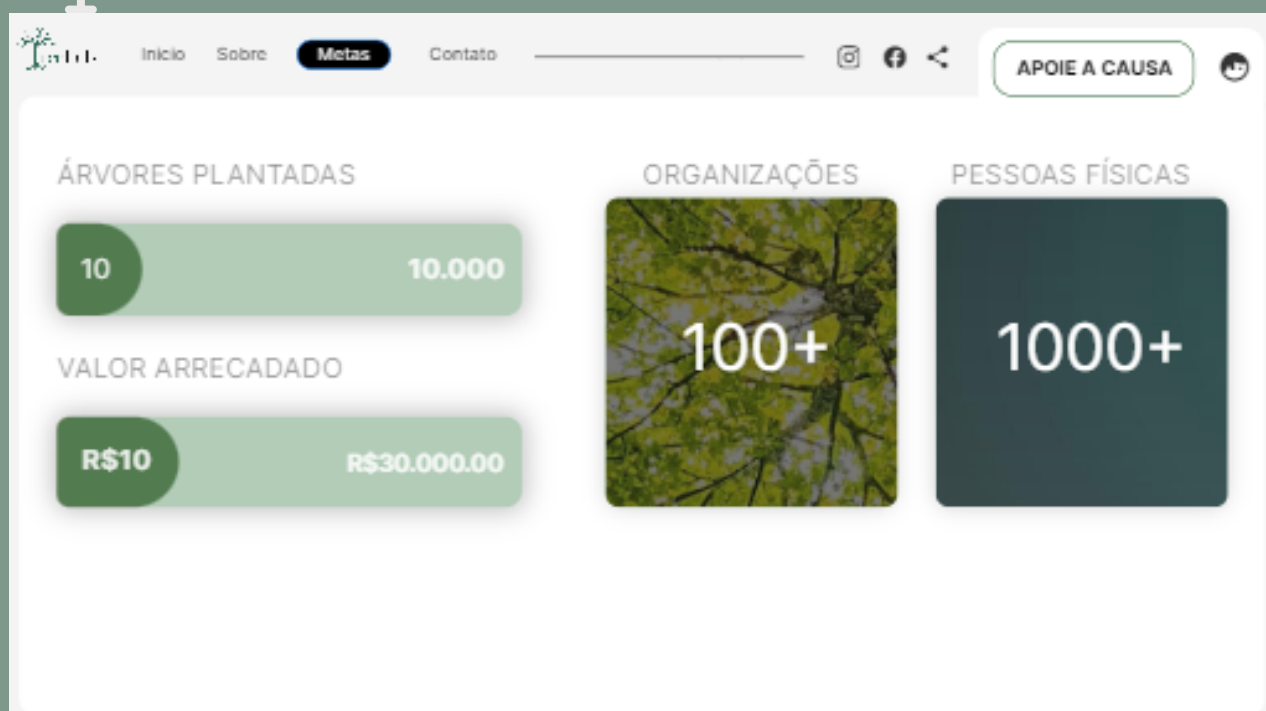 Inicio
Sobre
Metas
Contato
APOIE A CAUSA
ÁRVORES PLANTADAS
10
10.000
VALOR ARRECADADO
R$10
R$30.000.00
ORGANIZAÇÕES
100+
PESSOAS FÍSICAS
1000+